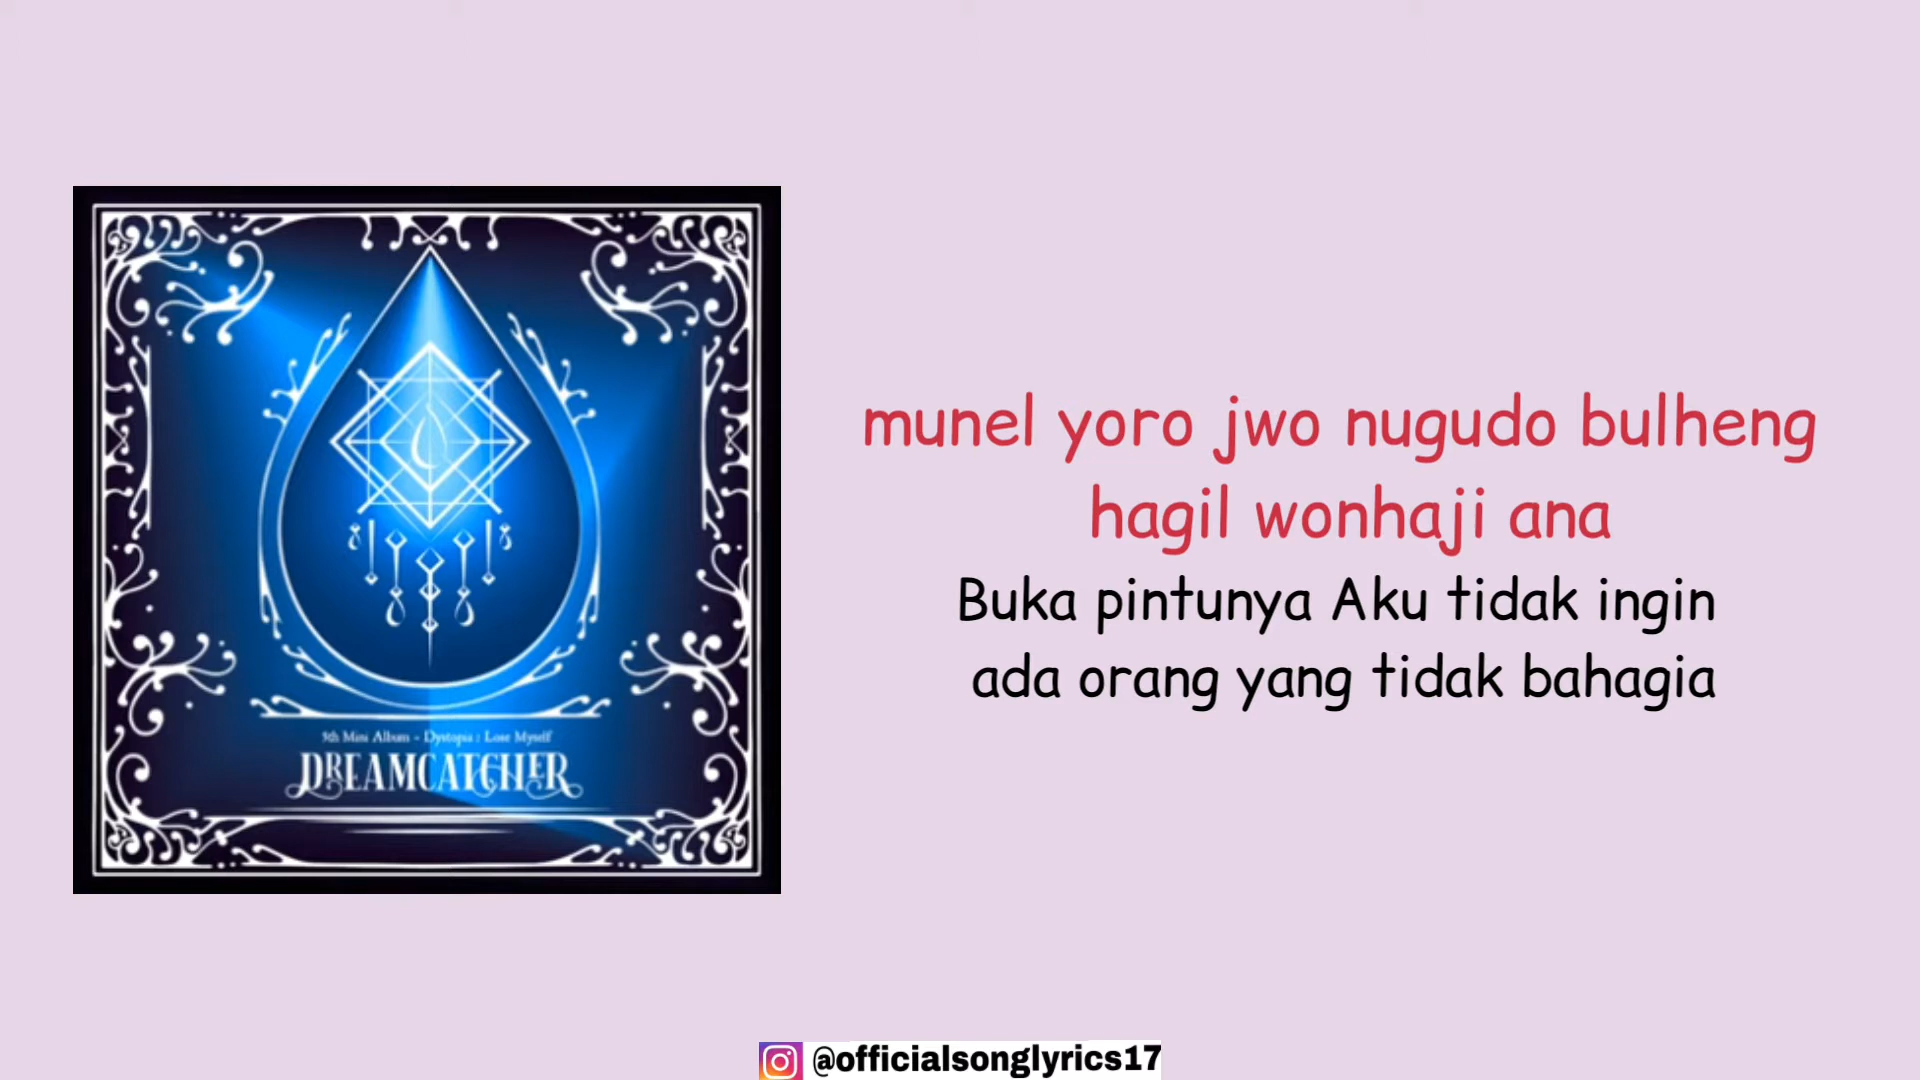 5th Mini Album - Dystopia : Lose Myself
DREAMCATCHER
munel yoro jwo nugudo bulheng
hagil wonhaji ana
Buka pintunya Aku tidak ingin
ada orang yang tidak bahagia
@officialsonglyrics17